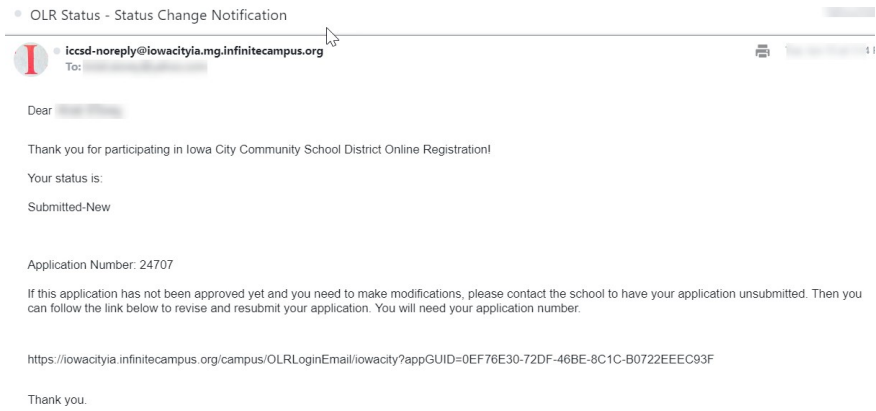 OLR Status - Status Change Notification
iccsd-noreply@iowacityia.mg.infinitecampus.org
To:
Dear
Thank you for participating in Iowa City Community School District Online Registration!
Your status is:
Submitted-New
Application Number: 24707
If this application has not been approved yet and you need to make modifications, please contact the school to have your application unsubmitted. Then you
can follow the link below to revise and resubmit your application. You will need your application number.
https://iowacityia.infinitecampus.org/campus/OLRLoginEmail/iowacity?appGUID=0EF76E30-72DF-46BE-8C1C-B0722EEEC93F
Thank you.